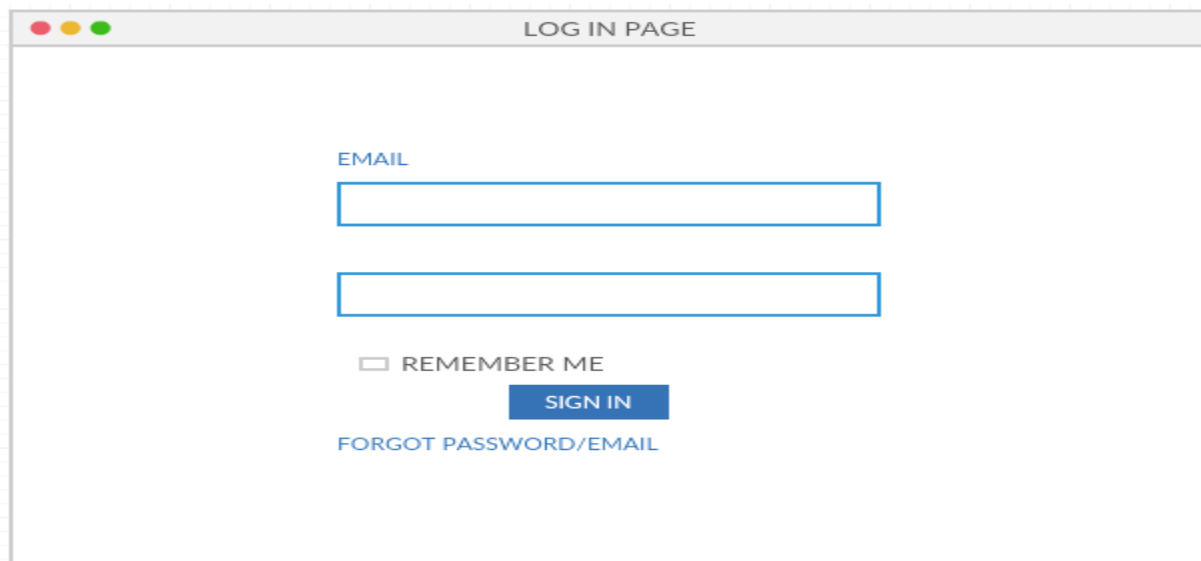 LOG IN PAGE
EMAIL
REMEMBER ME
SIGN IN
FORGOT PASSWORD/EMAIL